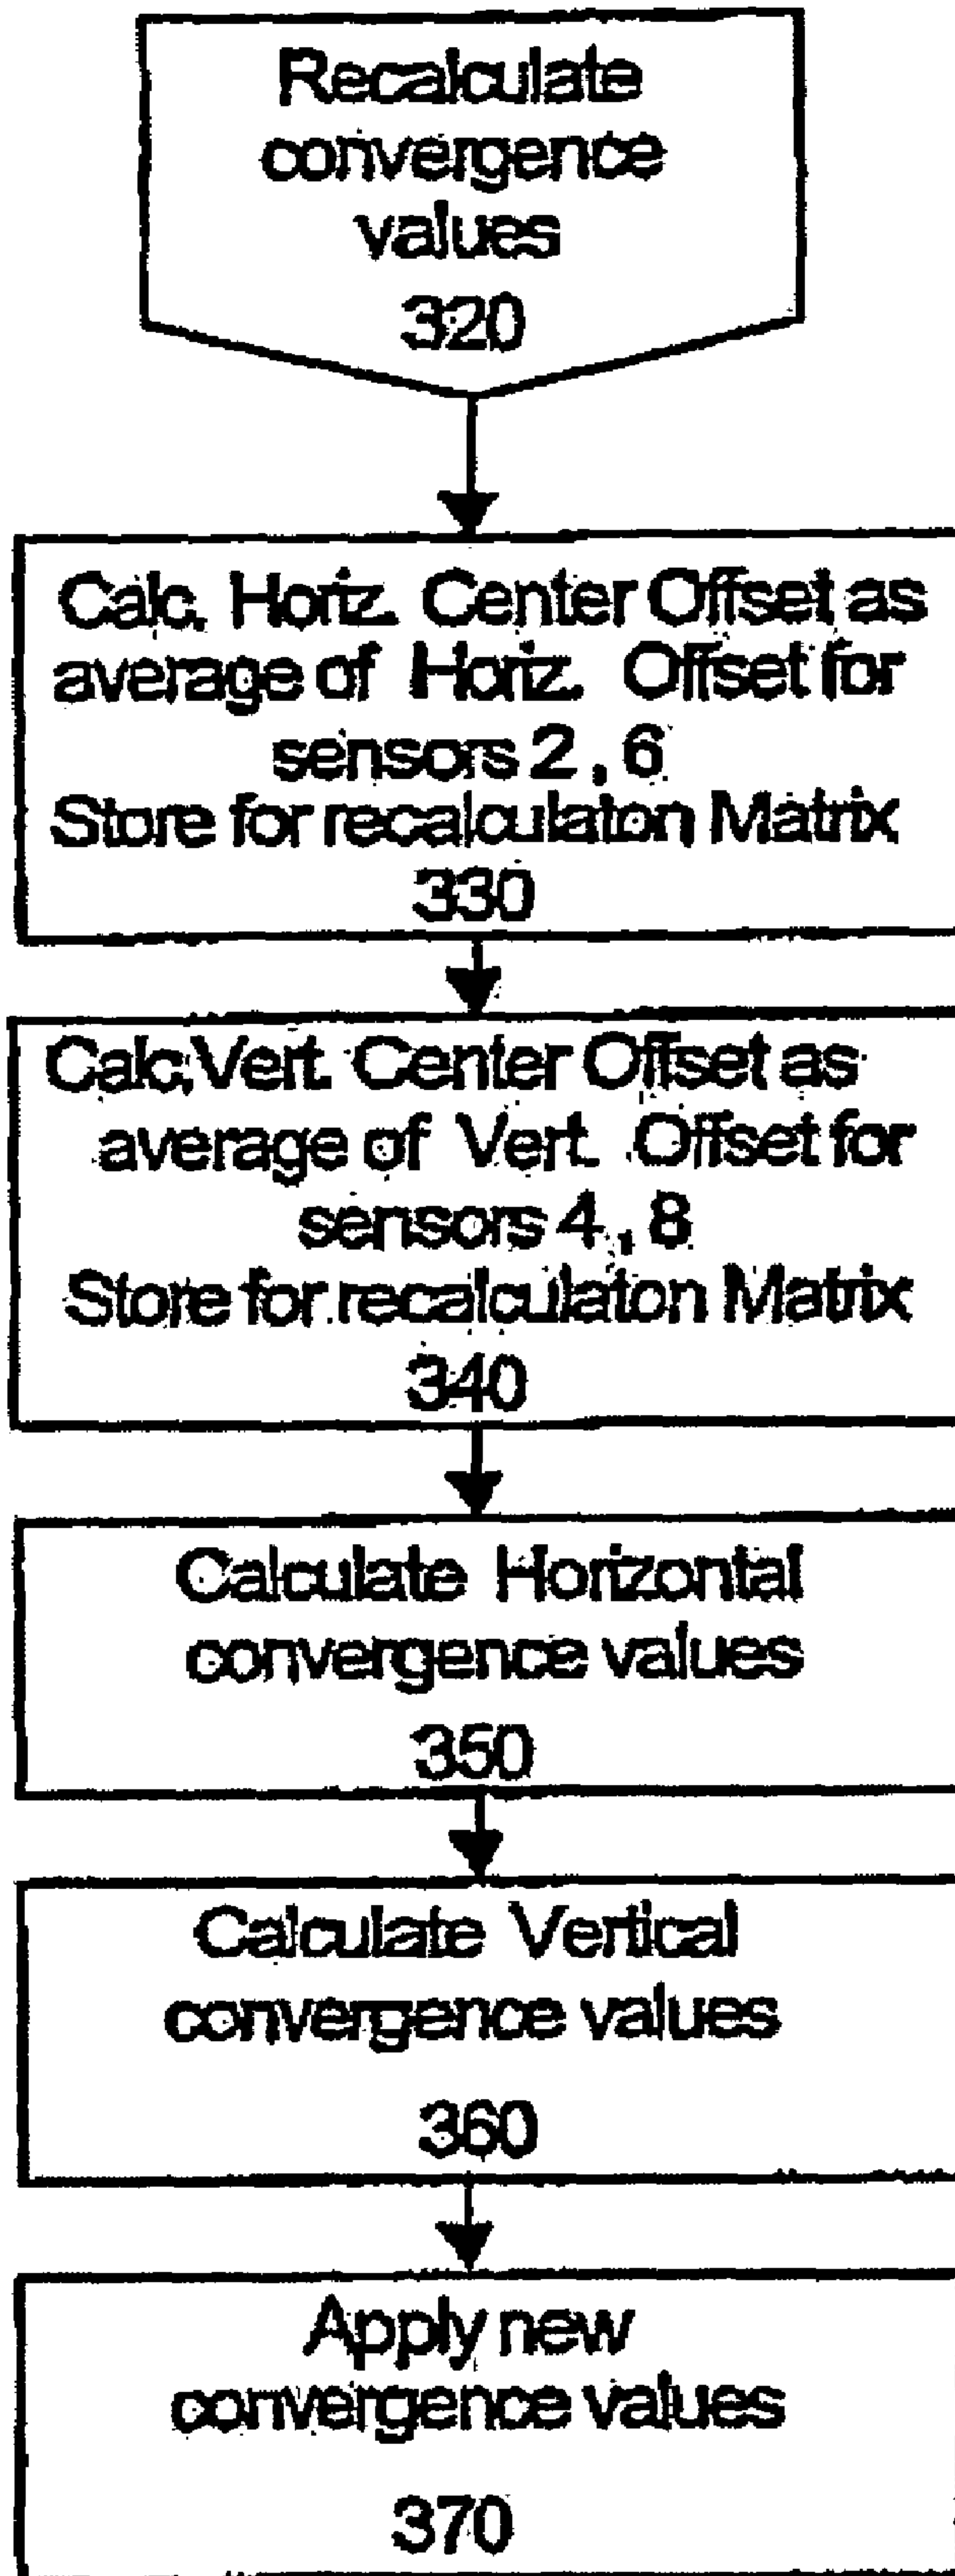 Recalculate
convergence
values
320
Calc. Horiz. Center Offset as
average of Horiz. Offset for
sensors 2 , 6
Store for recalculaton Matrix
330
Calc.Vert. Center Offset as
average of Vert. Offset for
sensors 4 , 8
Store for recalculaton Matrix
340
Calculate Horizontal
convergence values
350
Calculate Vertical
convergence values
360
Apply new
convergence values
370